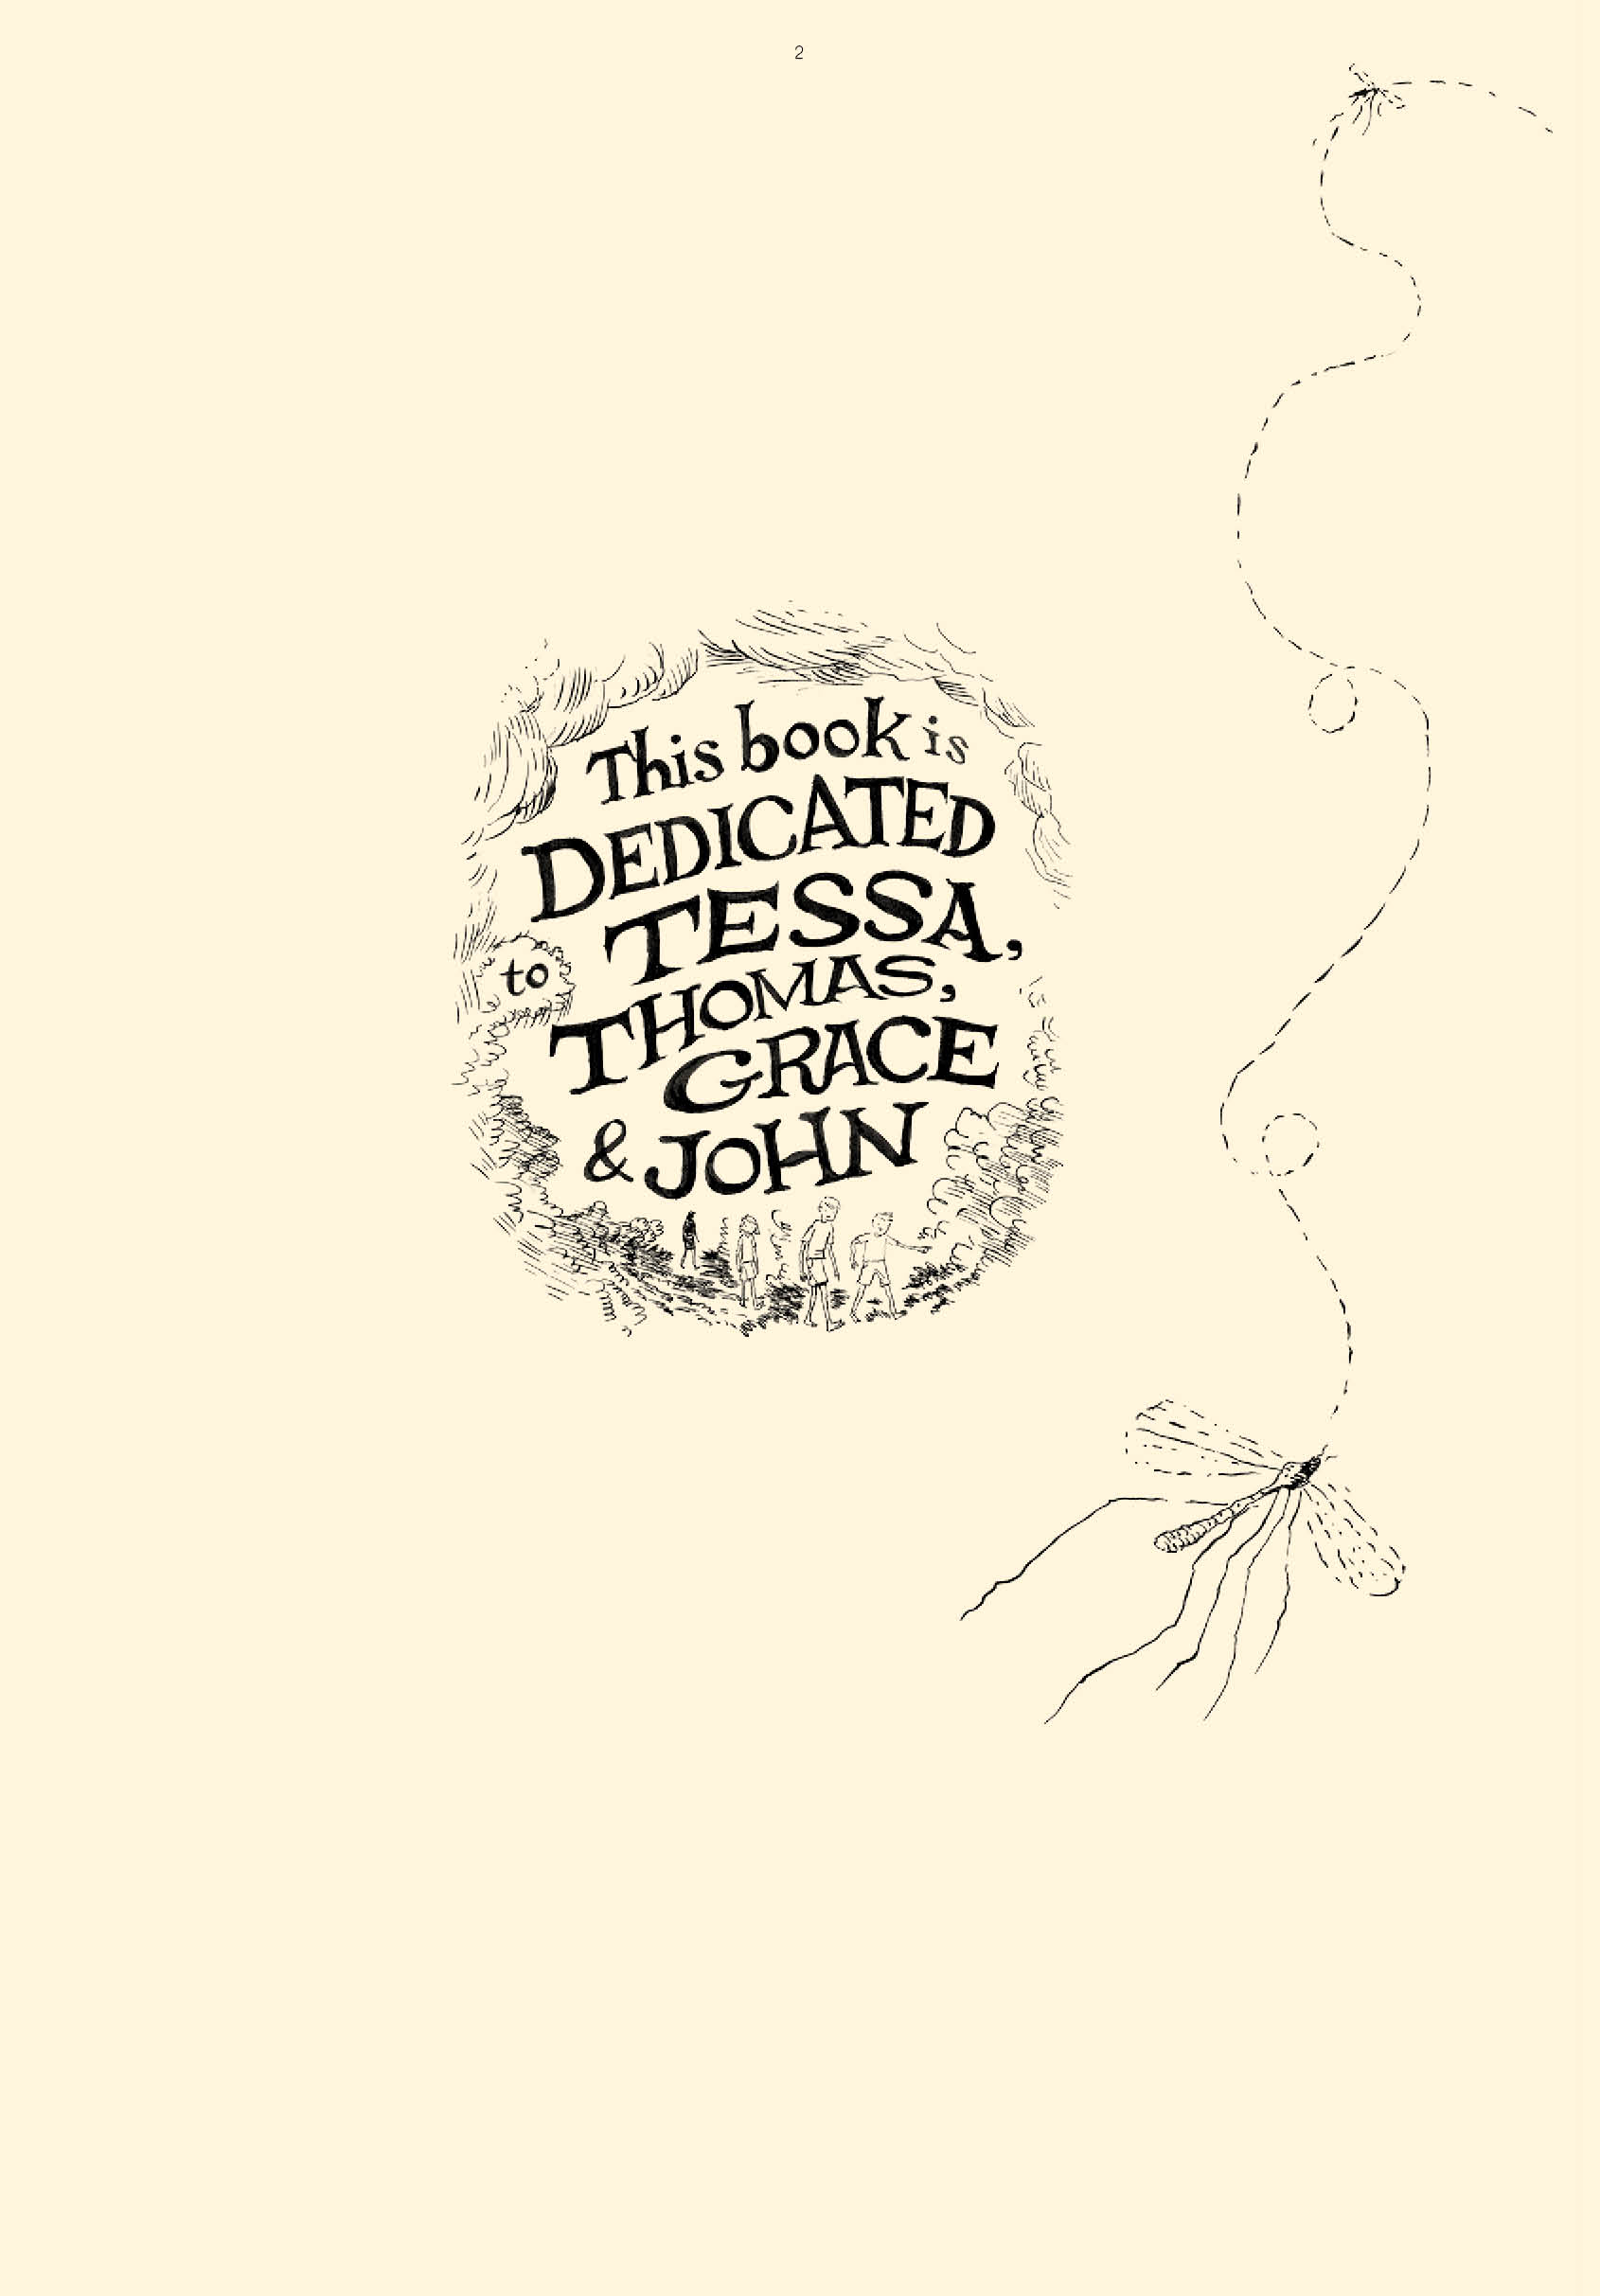 2
This book is
DEDICATED
to TESSA,
THOMAS,
GRACE
& JOHN